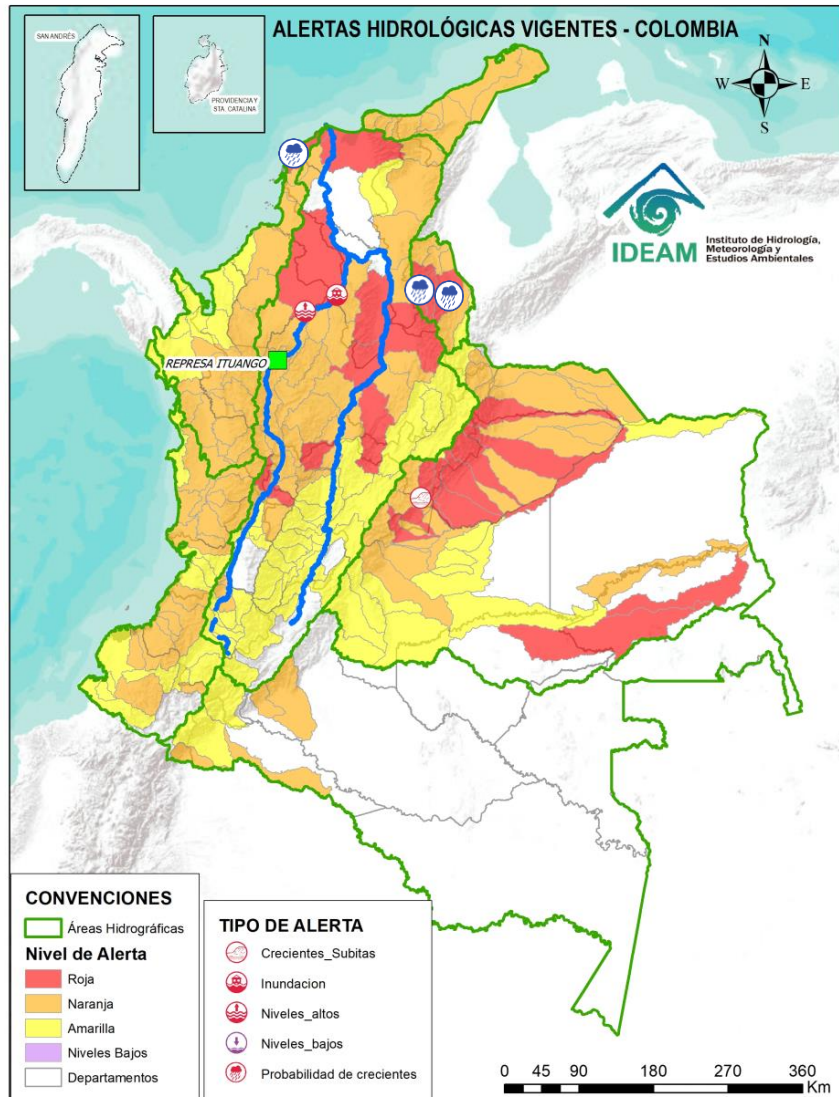 ALERTAS HIDROLÓGICAS VIGENTES - COLOMBIA
SAN ANDRÉS
PROVIDENCIA Y
STA. CATALINA
N
W
E
S
IDEAM
Instituto de Hidrología,
Meteorología y
Estudios Ambientales
REPRESA ITUANGO
CONVENCIONES
Áreas Hidrográficas
Nivel de Alerta
Roja
Naranja
Amarilla
Niveles Bajos
Departamentos
TIPO DE ALERTA
Crecientes_Subitas
Inundacion
Niveles_altos
Niveles_bajos
Probabilidad de crecientes
0 45 90 180 270 360
Km